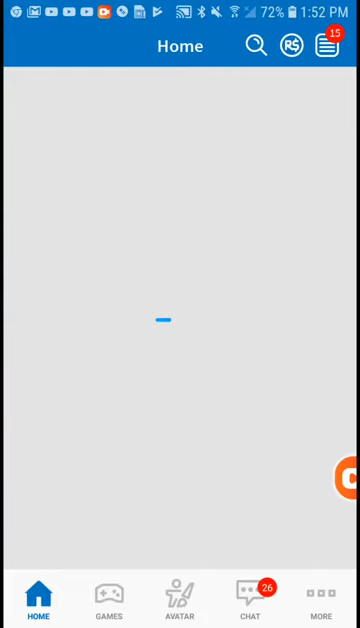 72% 1:52 PM
Home
R$
15
26
HOME
GAMES
AVATAR
CHAT
MORE